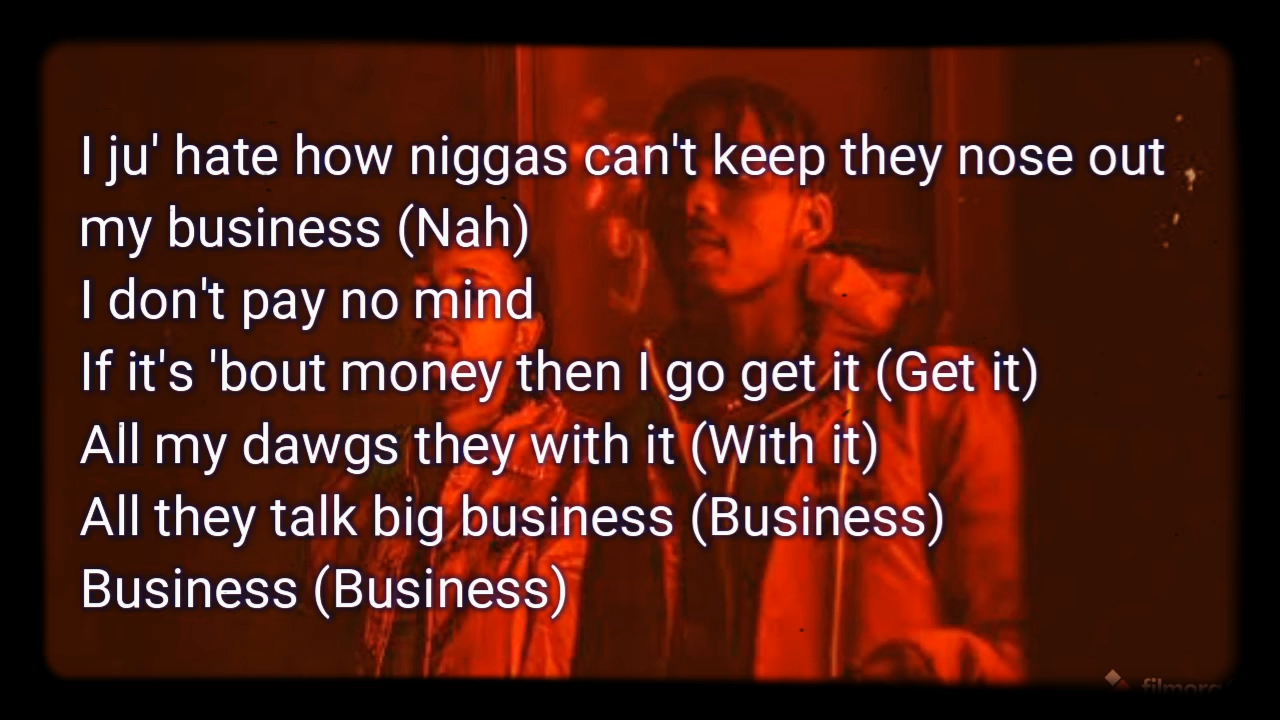 I ju' hate how niggas can't keep they nose out
my business (Nah)
I don't pay no mind
If it's 'bout money then I go get it (Get it)
All my dawgs they with it (With it)
All they talk big business (Business)
Business (Business)
filmora